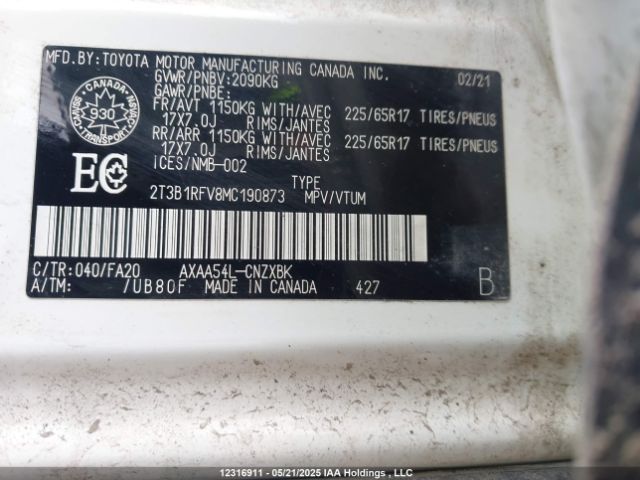 MFD.BY: TOYOTA MOTOR MANUFACTURING CANADA INC. 02/21
GVWR/PNBV: 2090KG
GAWR/PNBE:
FR/AVT 1150KG WITH/AVEC 225/65R17 TIRES/PNEUS
17X7.0J RIMS/JANTES
RR/ARR 1150KG WITH/AVEC 225/65R17 TIRES/PNEUS
17X7.0J RIMS/JANTES
ICES/NMB-002
CANADA
930
TRANSPORT
EC
TYPE
2T3B1RFV8MC190873 MPV/VTUM
C/TR: 040/FA20 AXAA54L-CNZXBK
A/TM: /UB80F MADE IN CANADA 427 B
12316911 — 05/21/2025 IAA Holdings , LLC